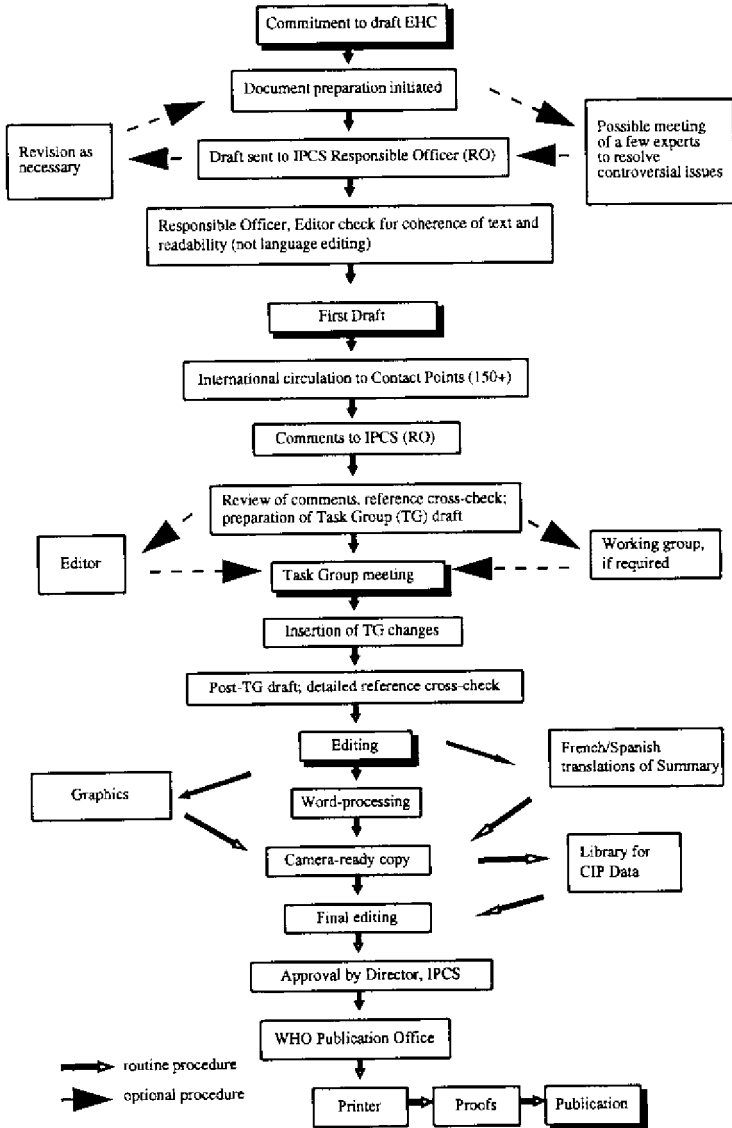 Commitment to draft EHC
Document preparation initiated
Revision as
necessary
Draft sent to IPCS Responsible Officer (RO)
Possible meeting
of a few experts
to resolve
controversial issues
Responsible Officer, Editor check for coherence of text and
readability (not language editing)
First Draft
International circulation to Contact Points (150+)
Comments to IPCS (RO)
Review of comments, reference cross-check;
preparation of Task Group (TG) draft
Editor
Working group,
if required
Task Group meeting
Insertion of TG changes
Post-TG draft; detailed reference cross-check
Editing
French/Spanish
translations of Summary
Graphics
Word-processing
Camera-ready copy
Library for
CIP Data
Final editing
Approval by Director, IPCS
WHO Publication Office
routine procedure
optional procedure
Printer
Proofs
Publication